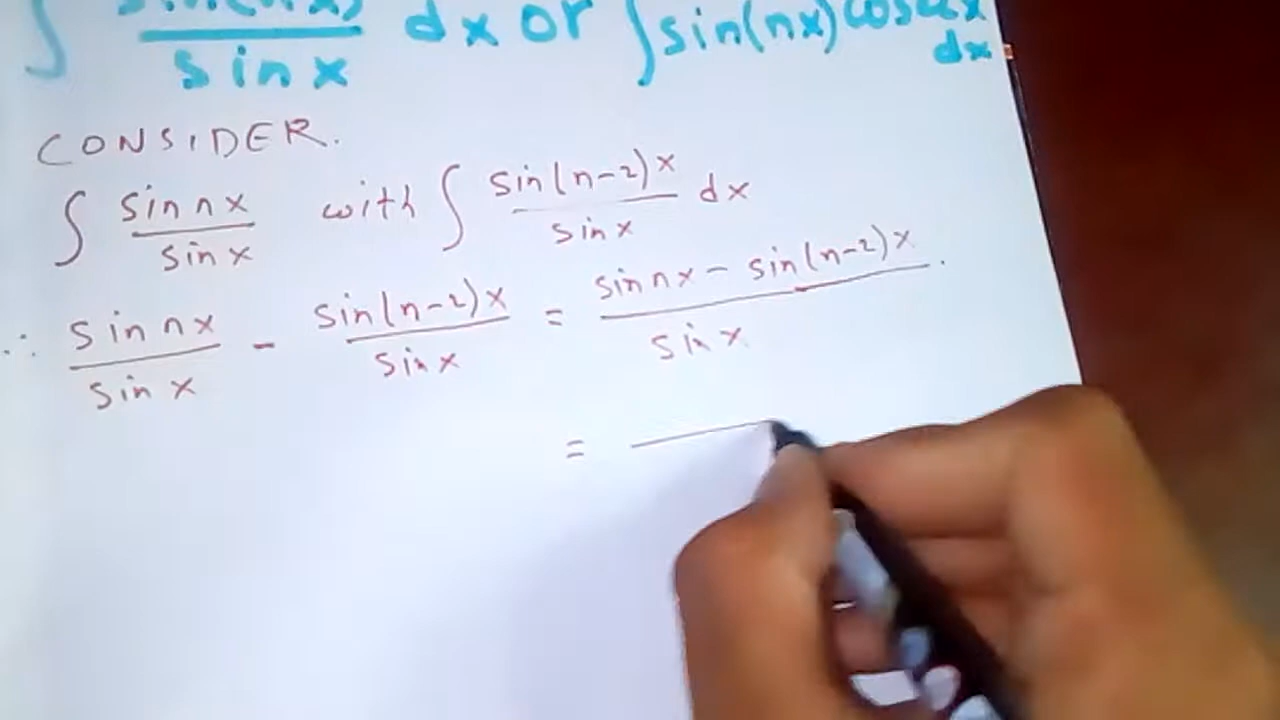 ∫ sin(nx)/sin x dx or ∫sin(nx)cosecx dx
CONSIDER.
∫ sin nx/sin x with ∫ sin(n-2)x/sin x dx
∴ sin nx/sin x - sin(n-2)x/sin x = sin nx - sin(n-2)x/sin x.
=